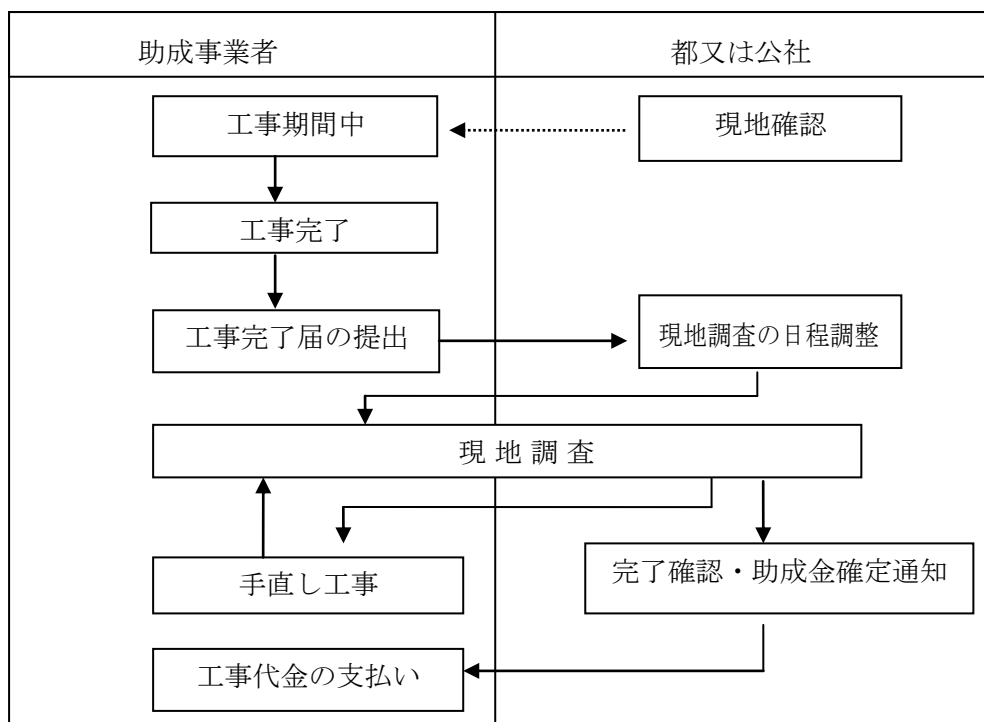 助成事業者
都又は公社
工事期間中
現地確認
工事完了
工事完了届の提出
現地調査の日程調整
現 地 調 査
手直し工事
完了確認・助成金確定通知
工事代金の支払い